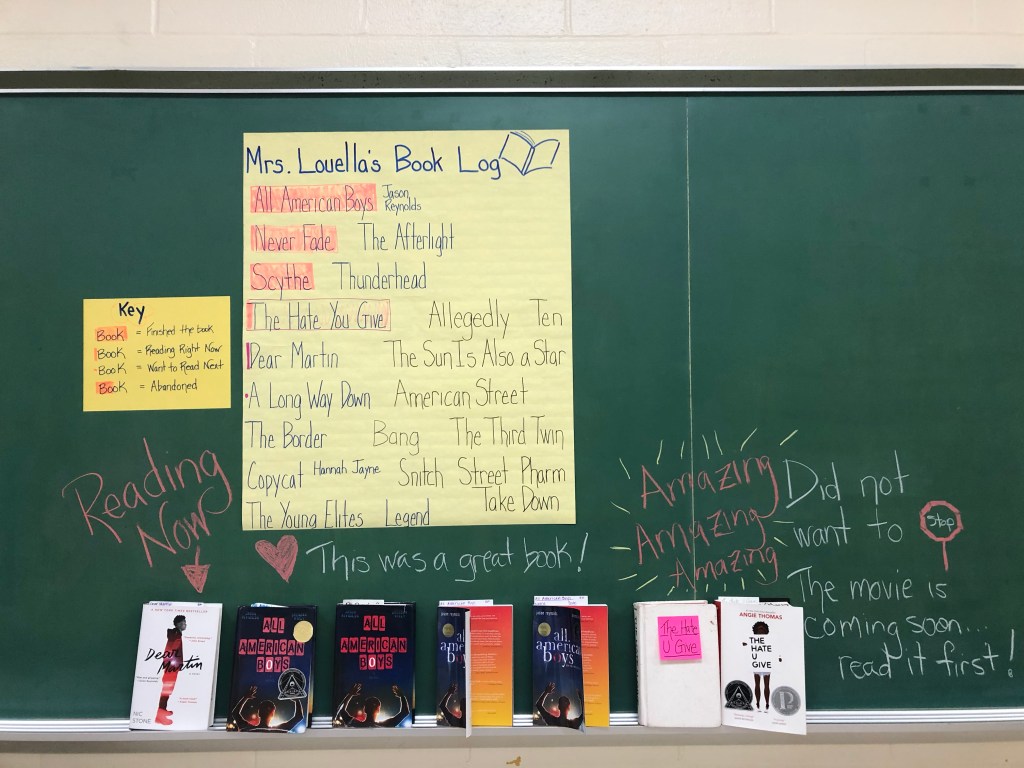 Mrs. Louella's Book Log
All American Boys Jason Reynolds
Never Fade The Afterlight
Scythe Thunderhead
The Hate You Give Allegedly Ten
Dear Martin The Sun Is Also a Star
A Long Way Down American Street
The Border Bang The Third Twin
Copycat Hannah Jayne Snitch Street Pharm
The Young Elites Legend Take Down
Key
Book = Finished the book
Book = Reading Right Now
Book = Want to Read Next
Book = Abandoned
Reading
Now
This was a great book!
Amazing
Amazing
Amazing
Did not
want to
Stop
The movie is
coming soon...
read it first!
Dear
Martin
NIC
STONE
ALL
AMERICAN
BOYS
ALL
AMERICAN
BOYS
all
american
boys
The Hate
U Give
ANGIE THOMAS
THE
HATE
U
GIVE